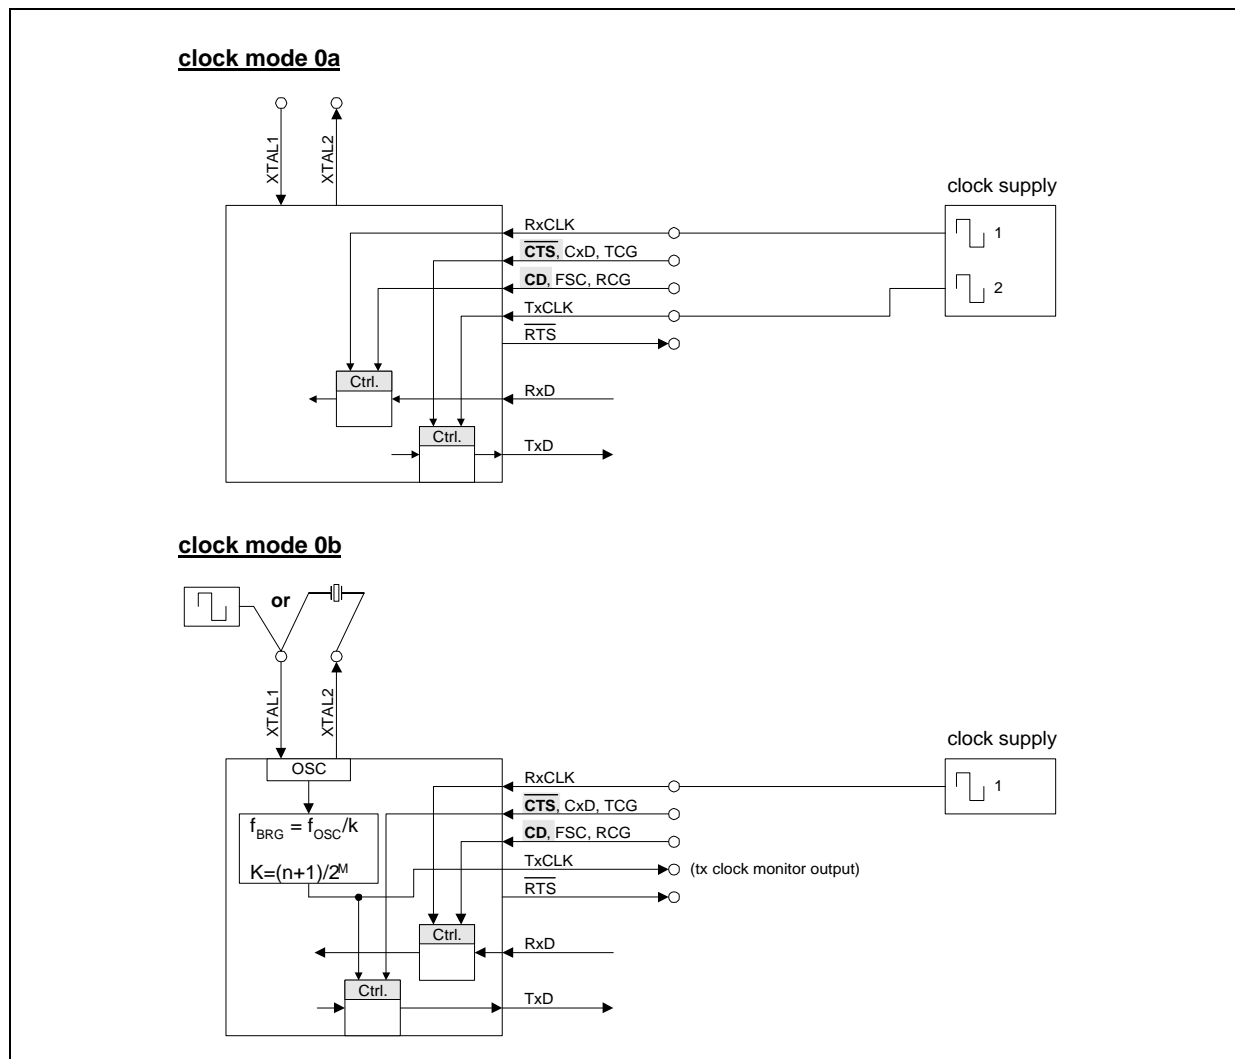 clock mode 0a
XTAL1
XTAL2
clock supply
RxCLK
1
CTS, CxD, TCG
CD, FSC, RCG
2
TxCLK
RTS
Ctrl.
RxD
Ctrl.
TxD
clock mode 0b
or
XTAL1
XTAL2
clock supply
OSC
RxCLK
1
CTS, CxD, TCG
fBRG = fOSC/k
CD, FSC, RCG
TxCLK
(tx clock monitor output)
K=(n+1)/2^M
RTS
Ctrl.
RxD
Ctrl.
TxD